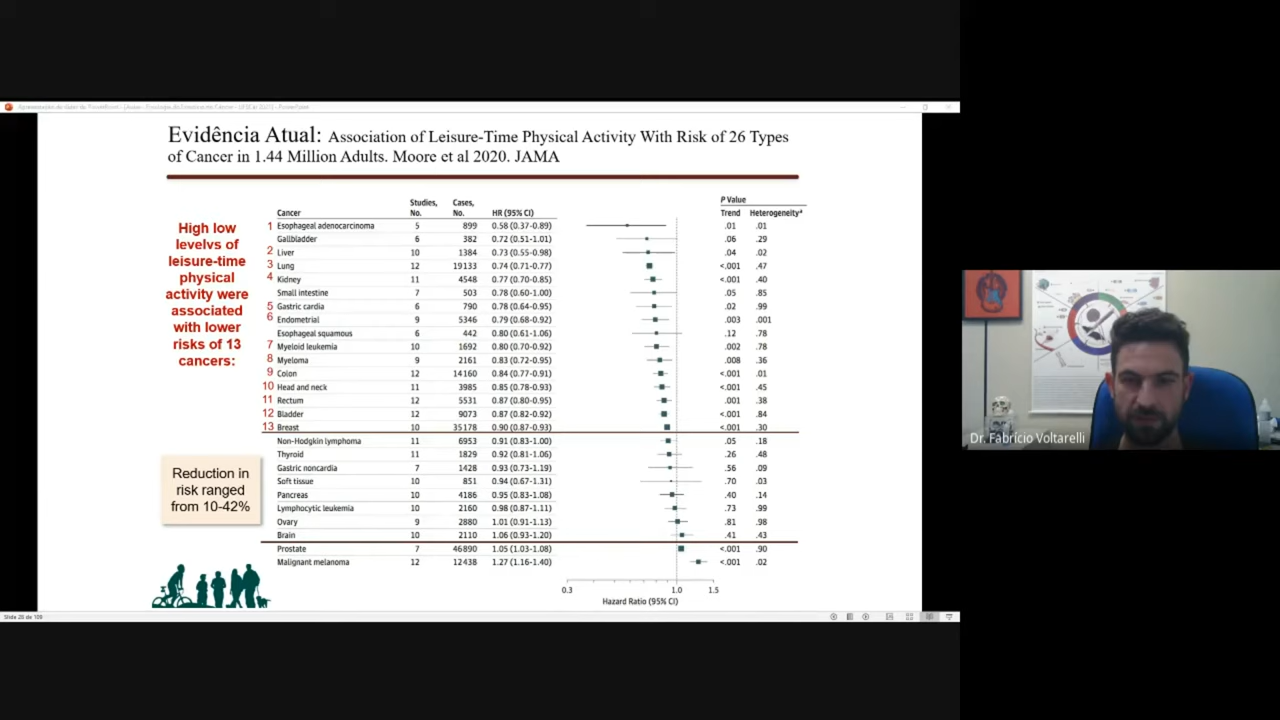 Evidência Atual: Association of Leisure-Time Physical Activity With Risk of 26 Types
of Cancer in 1.44 Million Adults. Moore et al 2020. JAMA
High low
levelvs of
leisure-time
physical
activity were
associated
with lower
risks of 13
cancers:
Reduction in
risk ranged
from 10-42%
Cancer Studies, No. Cases, No. HR (95% CI) P Value Trend Heterogeneityª
1 Esophageal adenocarcinoma 5 899 0.58 (0.37-0.89) .01 .01
Gallbladder 6 382 0.72 (0.51-1.01) .06 .29
2 Liver 10 1384 0.73 (0.55-0.98) .04 .02
3 Lung 12 19133 0.74 (0.71-0.77) <.001 .47
4 Kidney 11 4548 0.77 (0.70-0.85) <.001 .40
Small intestine 7 503 0.78 (0.60-1.00) .05 .85
5 Gastric cardia 6 790 0.78 (0.64-0.95) .02 .99
6 Endometrial 9 5346 0.79 (0.68-0.92) .003 .001
Esophageal squamous 6 442 0.80 (0.61-1.06) .12 .78
7 Myeloid leukemia 10 1692 0.80 (0.70-0.92) .002 .78
8 Myeloma 9 2161 0.83 (0.72-0.95) .008 .36
9 Colon 12 14160 0.84 (0.77-0.91) <.001 .01
10 Head and neck 11 3985 0.85 (0.78-0.93) <.001 .45
11 Rectum 12 5531 0.87 (0.80-0.95) .001 .38
12 Bladder 12 9073 0.87 (0.82-0.92) <.001 .84
13 Breast 10 35178 0.90 (0.87-0.93) <.001 .30
Non-Hodgkin lymphoma 11 6953 0.91 (0.83-1.00) .05 .18
Thyroid 11 1829 0.92 (0.81-1.06) .26 .48
Gastric noncardia 7 1428 0.93 (0.73-1.19) .56 .09
Soft tissue 10 851 0.94 (0.67-1.31) .70 .03
Pancreas 10 4186 0.95 (0.83-1.08) .40 .14
Lymphocytic leukemia 10 2160 0.98 (0.87-1.11) .73 .99
Ovary 9 2880 1.01 (0.91-1.13) .81 .98
Brain 10 2110 1.06 (0.93-1.20) .41 .43
Prostate 7 46890 1.05 (1.03-1.08) <.001 .90
Malignant melanoma 12 12438 1.27 (1.16-1.40) <.001 .02
0.3 1.0 1.5
Hazard Ratio (95% CI)
Dr. Fabrício Voltarelli